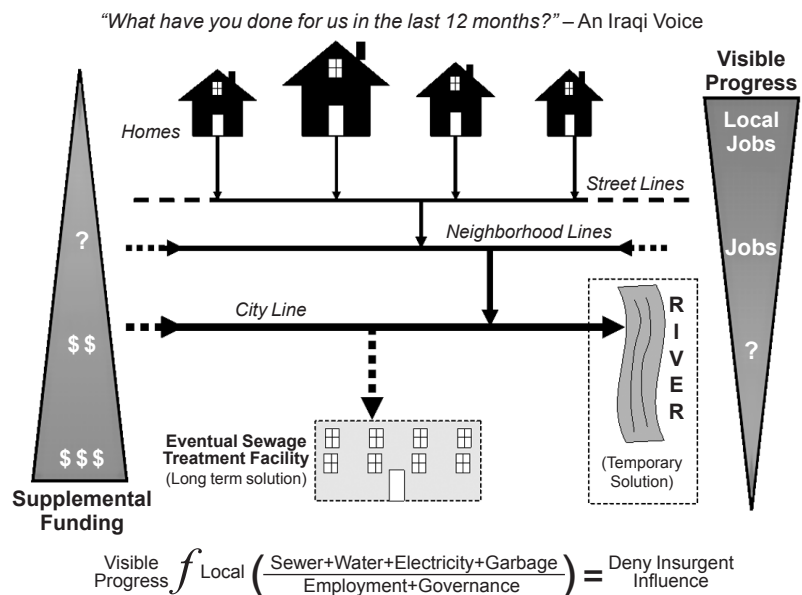 “What have you done for us in the last 12 months?” – An Iraqi Voice
Visible
Progress
Local
Jobs
Homes
Street Lines
?
Neighborhood Lines
Jobs
City Line
RIVER
$$
?
Eventual Sewage
Treatment Facility
(Long term solution)
$$$
(Temporary
Solution)
Supplemental
Funding
Visible
Progress
f Local ( Sewer+Water+Electricity+Garbage
Employment+Governance ) =
Deny Insurgent
Influence